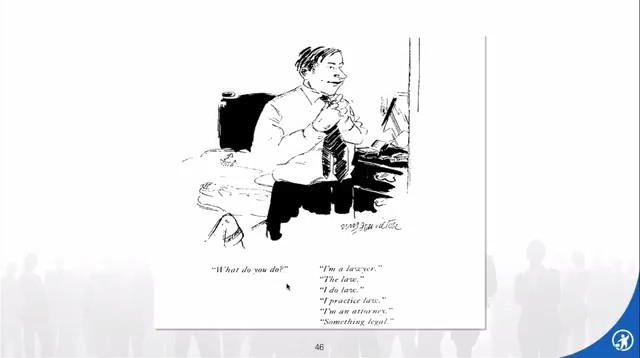 "What do you do?"
"I'm a lawyer."
"The law."
"I do law."
"I practice law."
"I'm an attorney."
"Something legal."
46